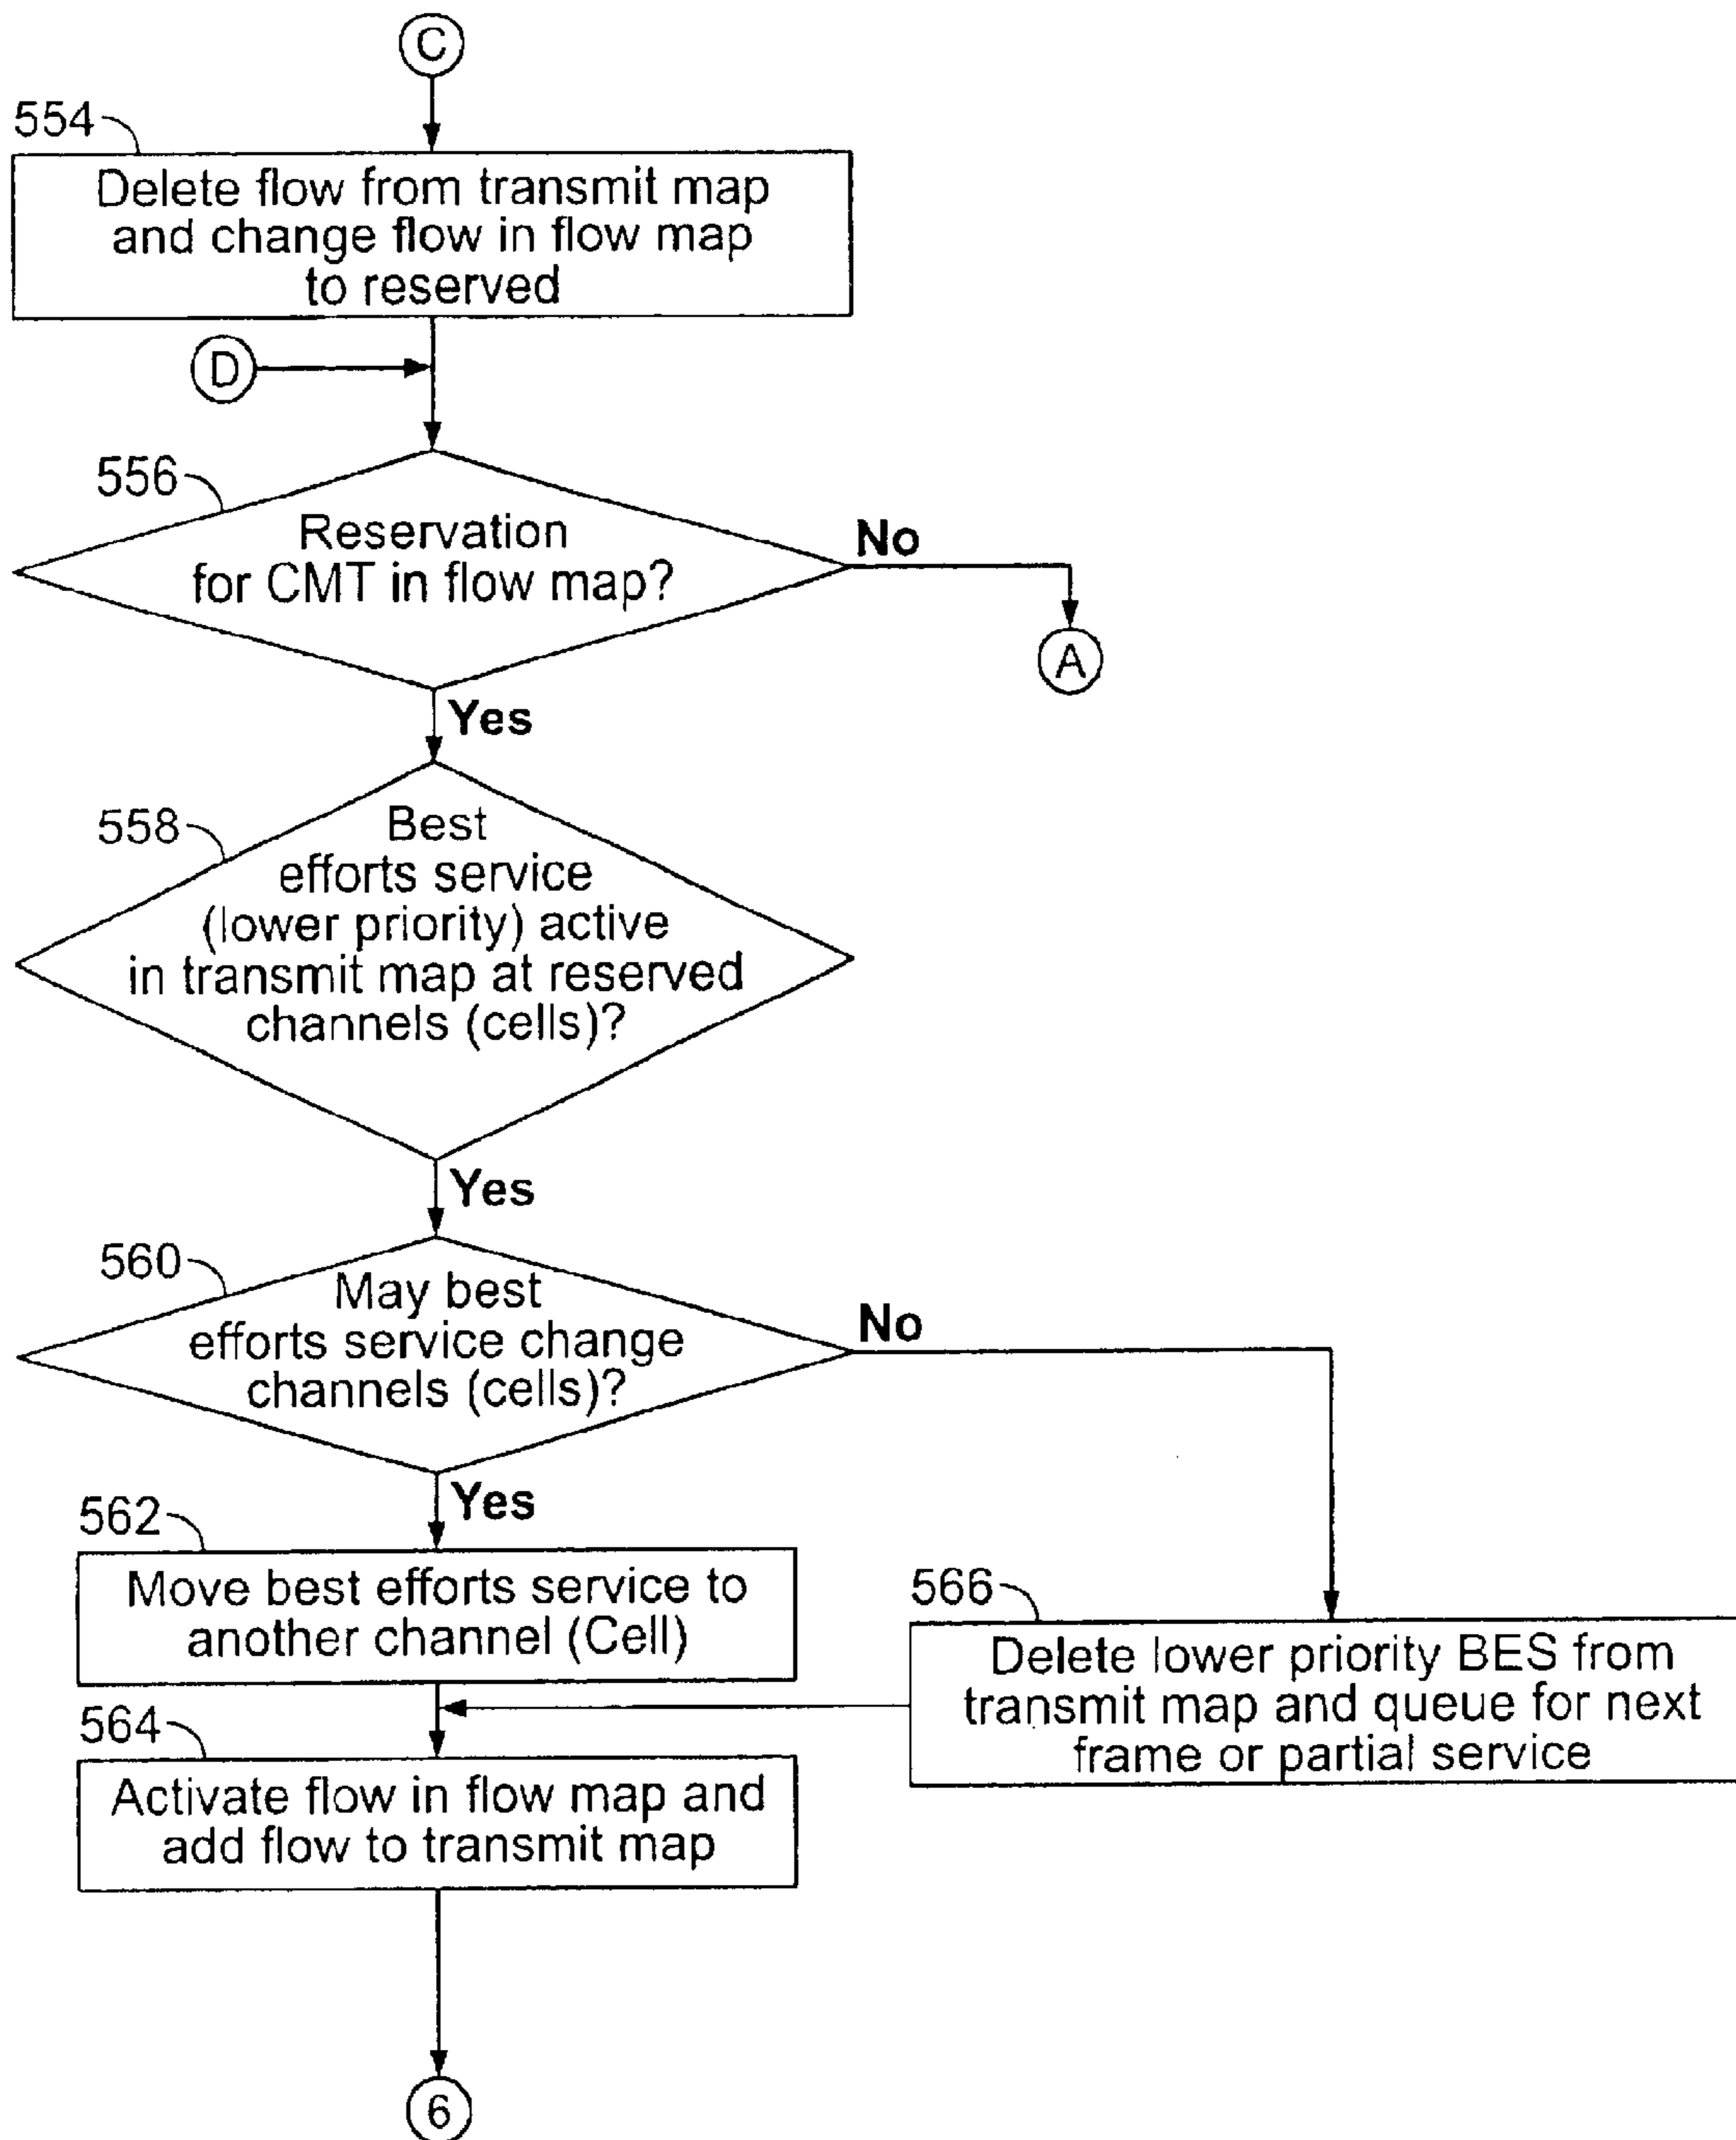 C
554
Delete flow from transmit map
and change flow in flow map
to reserved
D
556
Reservation
for CMT in flow map?
No
A
Yes
558
Best
efforts service
(lower priority) active
in transmit map at reserved
channels (cells)?
Yes
560
May best
efforts service change
channels (cells)?
No
Yes
562
Move best efforts service to
another channel (Cell)
566
Delete lower priority BES from
transmit map and queue for next
frame or partial service
564
Activate flow in flow map and
add flow to transmit map
6